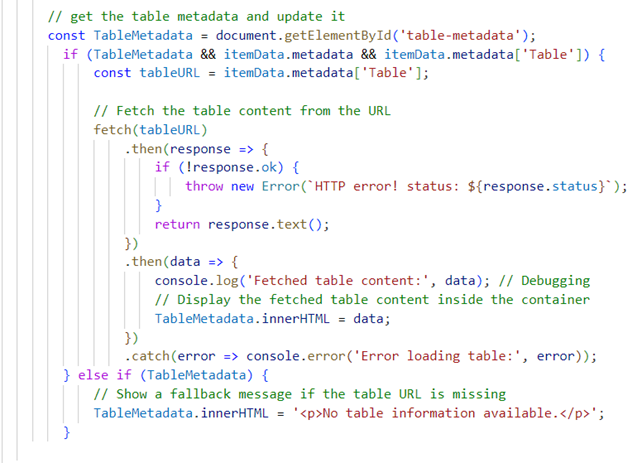 // get the table metadata and update it
const TableMetadata = document.getElementById('table-metadata');
if (TableMetadata && itemData.metadata && itemData.metadata['Table']) {
const tableURL = itemData.metadata['Table'];
// Fetch the table content from the URL
fetch(tableURL)
.then(response => {
if (!response.ok) {
throw new Error(`HTTP error! status: ${response.status}`);
}
return response.text();
})
.then(data => {
console.log('Fetched table content:', data); // Debugging
// Display the fetched table content inside the container
TableMetadata.innerHTML = data;
})
.catch(error => console.error('Error loading table:', error));
} else if (TableMetadata) {
// Show a fallback message if the table URL is missing
TableMetadata.innerHTML = '<p>No table information available.</p>';
}